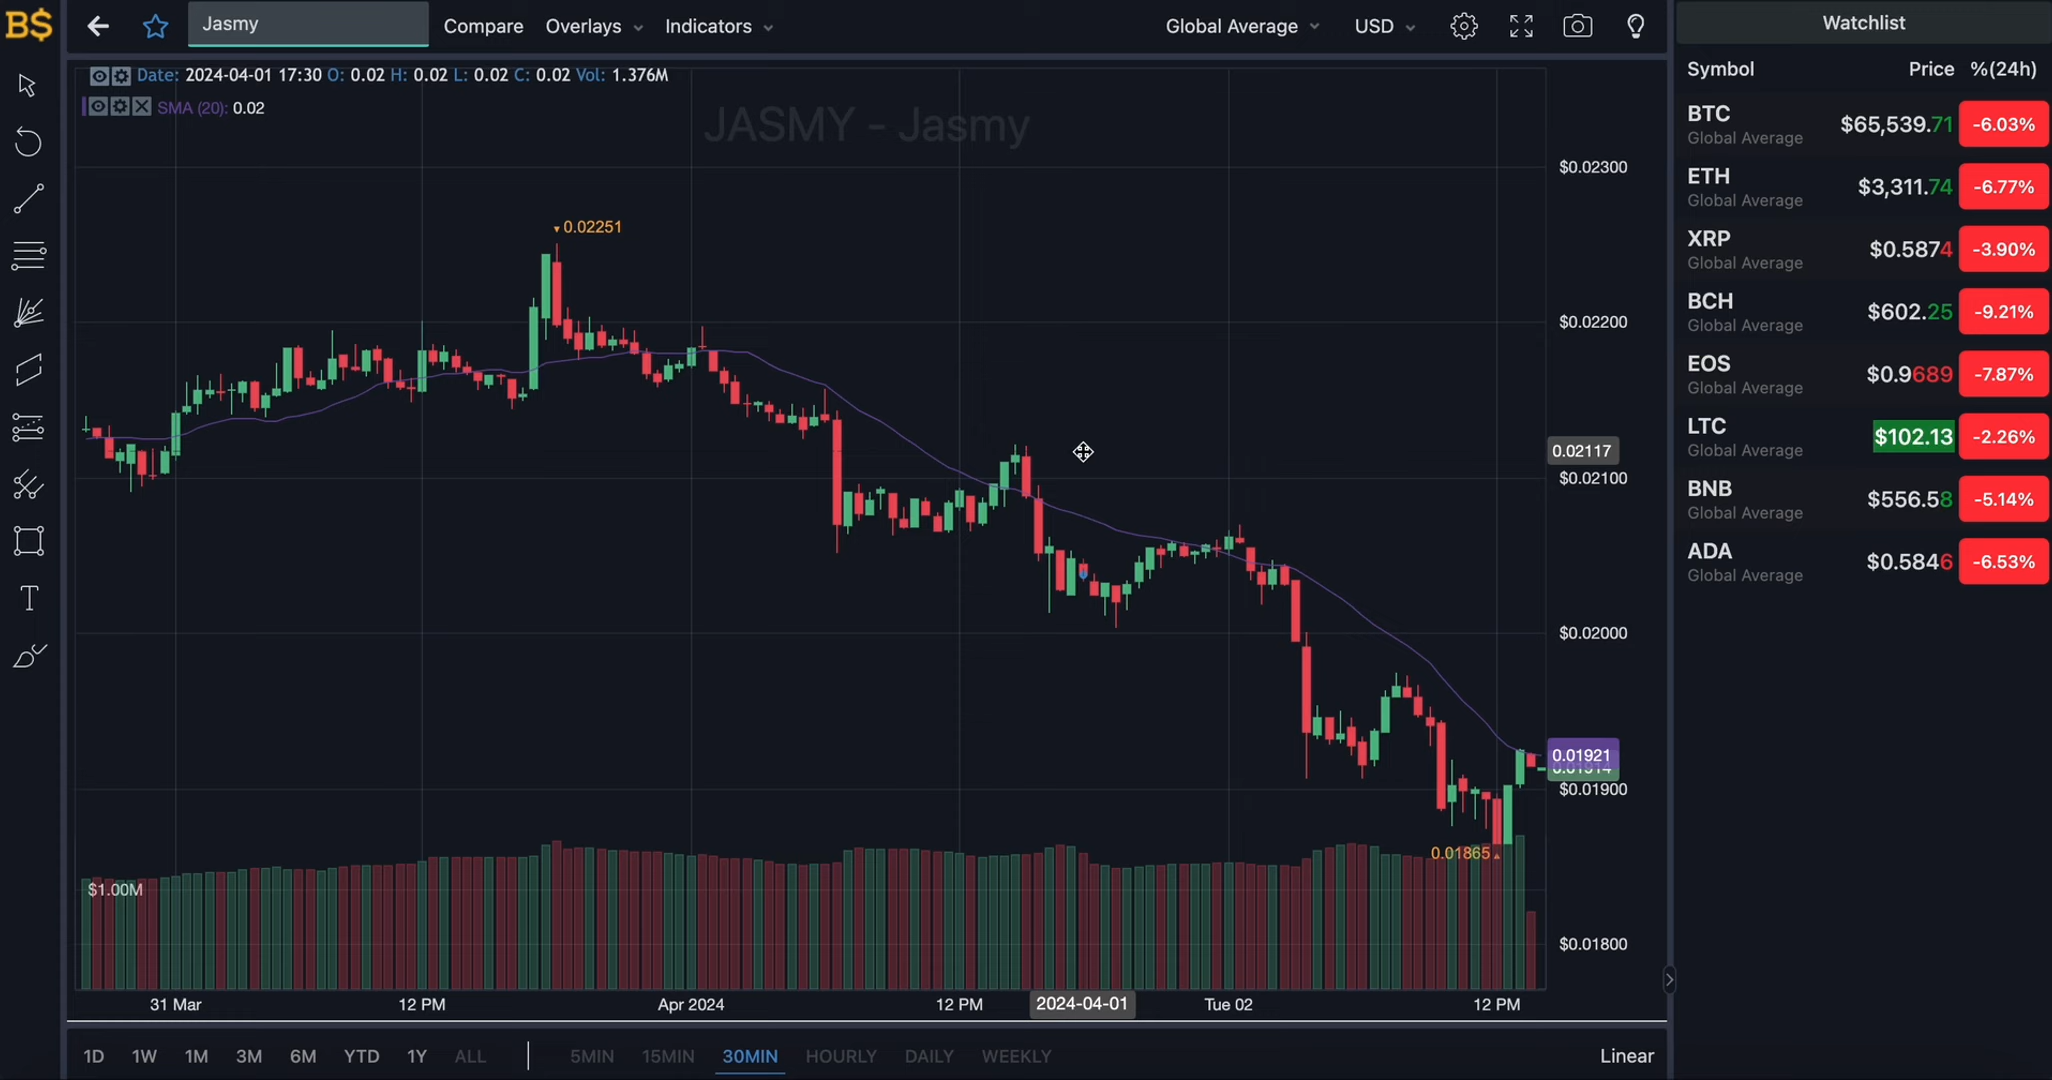 B$
Jasmy
Compare
Overlays
Indicators
Global Average
USD
Date: 2024-04-01 17:30 O: 0.02 H: 0.02 L: 0.02 C: 0.02 Vol: 1.376M
SMA (20): 0.02
JASMY - Jasmy
0.02251
0.01865
$1.00M
$0.02300
$0.02200
0.02117
$0.02100
$0.02000
0.01921
0.01914
$0.01900
$0.01800
31 Mar
12 PM
Apr 2024
12 PM
2024-04-01
Tue 02
12 PM
1D 1W 1M 3M 6M YTD 1Y ALL
5MIN 15MIN 30MIN HOURLY DAILY WEEKLY
Linear
Watchlist
Symbol Price %(24h)
BTC $65,539.71 -6.03%
Global Average
ETH $3,311.74 -6.77%
Global Average
XRP $0.5874 -3.90%
Global Average
BCH $602.25 -9.21%
Global Average
EOS $0.9689 -7.87%
Global Average
LTC $102.13 -2.26%
Global Average
BNB $556.58 -5.14%
Global Average
ADA $0.5846 -6.53%
Global Average